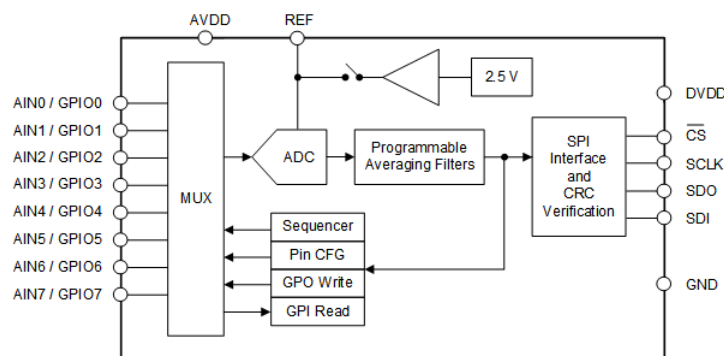 AVDD
REF
2.5 V
AIN0 / GPIO0
AIN1 / GPIO1
AIN2 / GPIO2
AIN3 / GPIO3
AIN4 / GPIO4
AIN5 / GPIO5
AIN6 / GPIO6
AIN7 / GPIO7
MUX
ADC
Programmable
Averaging Filters
Sequencer
Pin CFG
GPO Write
GPI Read
SPI
Interface
and
CRC
Verification
DVDD
CS
SCLK
SDO
SDI
GND